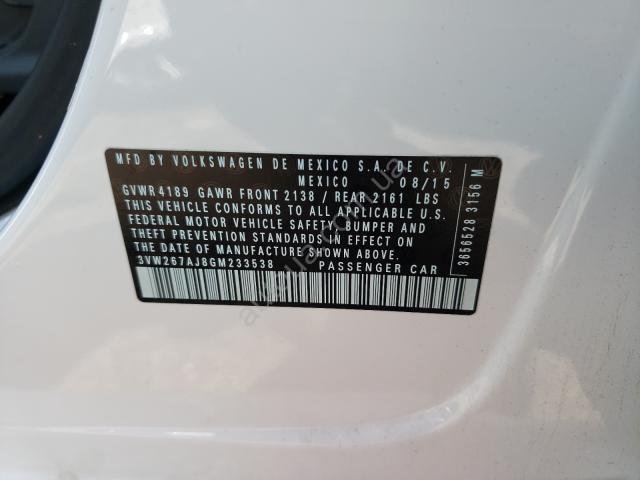 MFD BY VOLKSWAGEN DE MEXICO S.A. DE C.V.
MEXICO 08/15
GVWR 4189 GAWR FRONT 2138 / REAR 2161 LBS
THIS VEHICLE CONFORMS TO ALL APPLICABLE U.S.
FEDERAL MOTOR VEHICLE SAFETY, BUMPER AND
THEFT PREVENTION STANDARDS IN EFFECT ON
THE DATE OF MANUFACTURE SHOWN ABOVE.
3VW267AJ8GM233538 PASSENGER CAR
3656528 3156 M